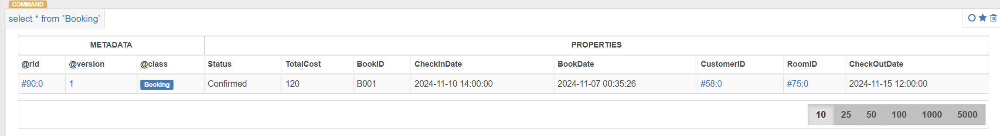 COMMAND
select * from `Booking`
METADATA PROPERTIES
@rid @version @class Status TotalCost BookID CheckInDate BookDate CustomerID RoomID CheckOutDate
#90:0 1 Booking Confirmed 120 B001 2024-11-10 14:00:00 2024-11-07 00:35:26 #58:0 #75:0 2024-11-15 12:00:00
10 25 50 100 1000 5000